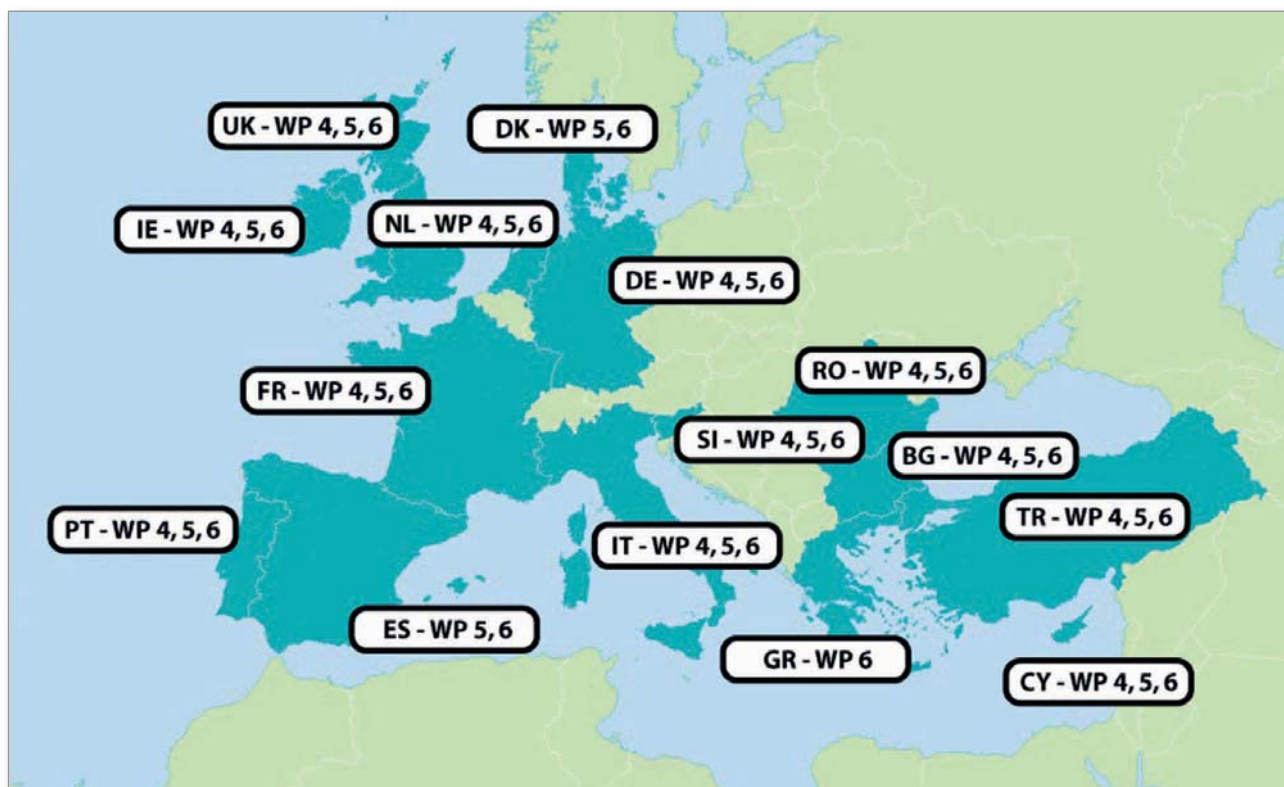 UK - WP 4, 5, 6
DK - WP 5, 6
IE - WP 4, 5, 6
NL - WP 4, 5, 6
DE - WP 4, 5, 6
RO - WP 4, 5, 6
FR - WP 4, 5, 6
SI - WP 4, 5, 6
BG - WP 4, 5, 6
TR - WP 4, 5, 6
PT - WP 4, 5, 6
IT - WP 4, 5, 6
ES - WP 5, 6
GR - WP 6
CY - WP 4, 5, 6